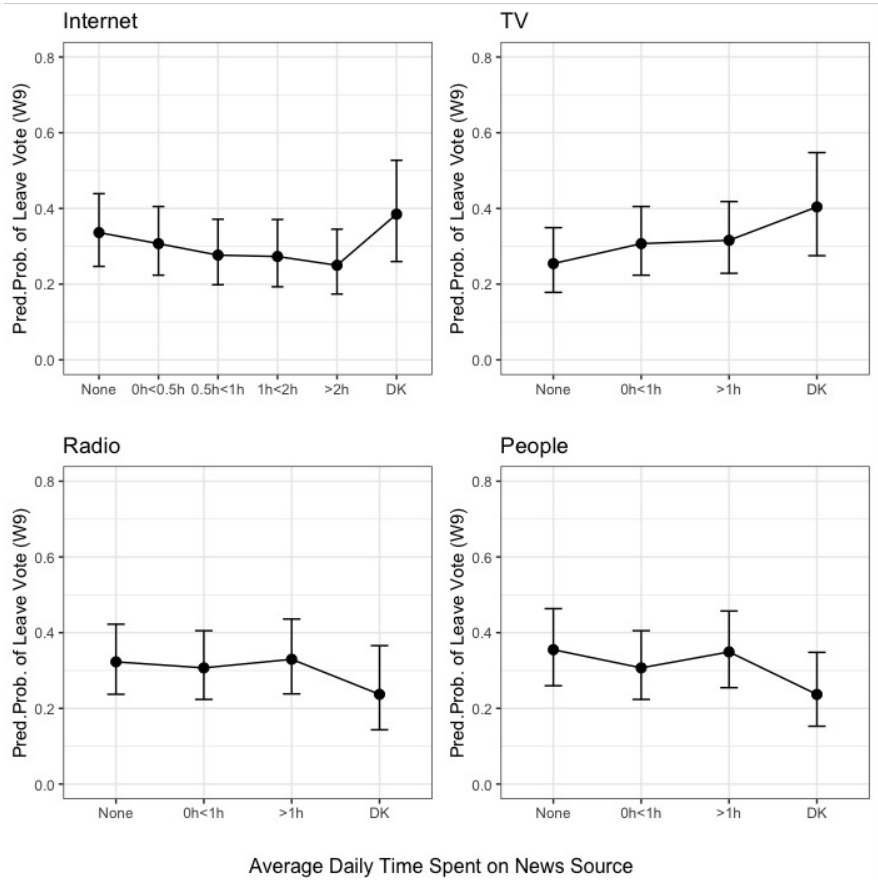 Internet
Pred.Prob. of Leave Vote (W9)
0.8
0.6
0.4
0.2
0.0
None 0h<0.5h 0.5h<1h 1h<2h >2h DK
TV
Pred.Prob. of Leave Vote (W9)
0.8
0.6
0.4
0.2
0.0
None 0h<1h >1h DK
Radio
Pred.Prob. of Leave Vote (W9)
0.8
0.6
0.4
0.2
0.0
None 0h<1h >1h DK
People
Pred.Prob. of Leave Vote (W9)
0.8
0.6
0.4
0.2
0.0
None 0h<1h >1h DK
Average Daily Time Spent on News Source